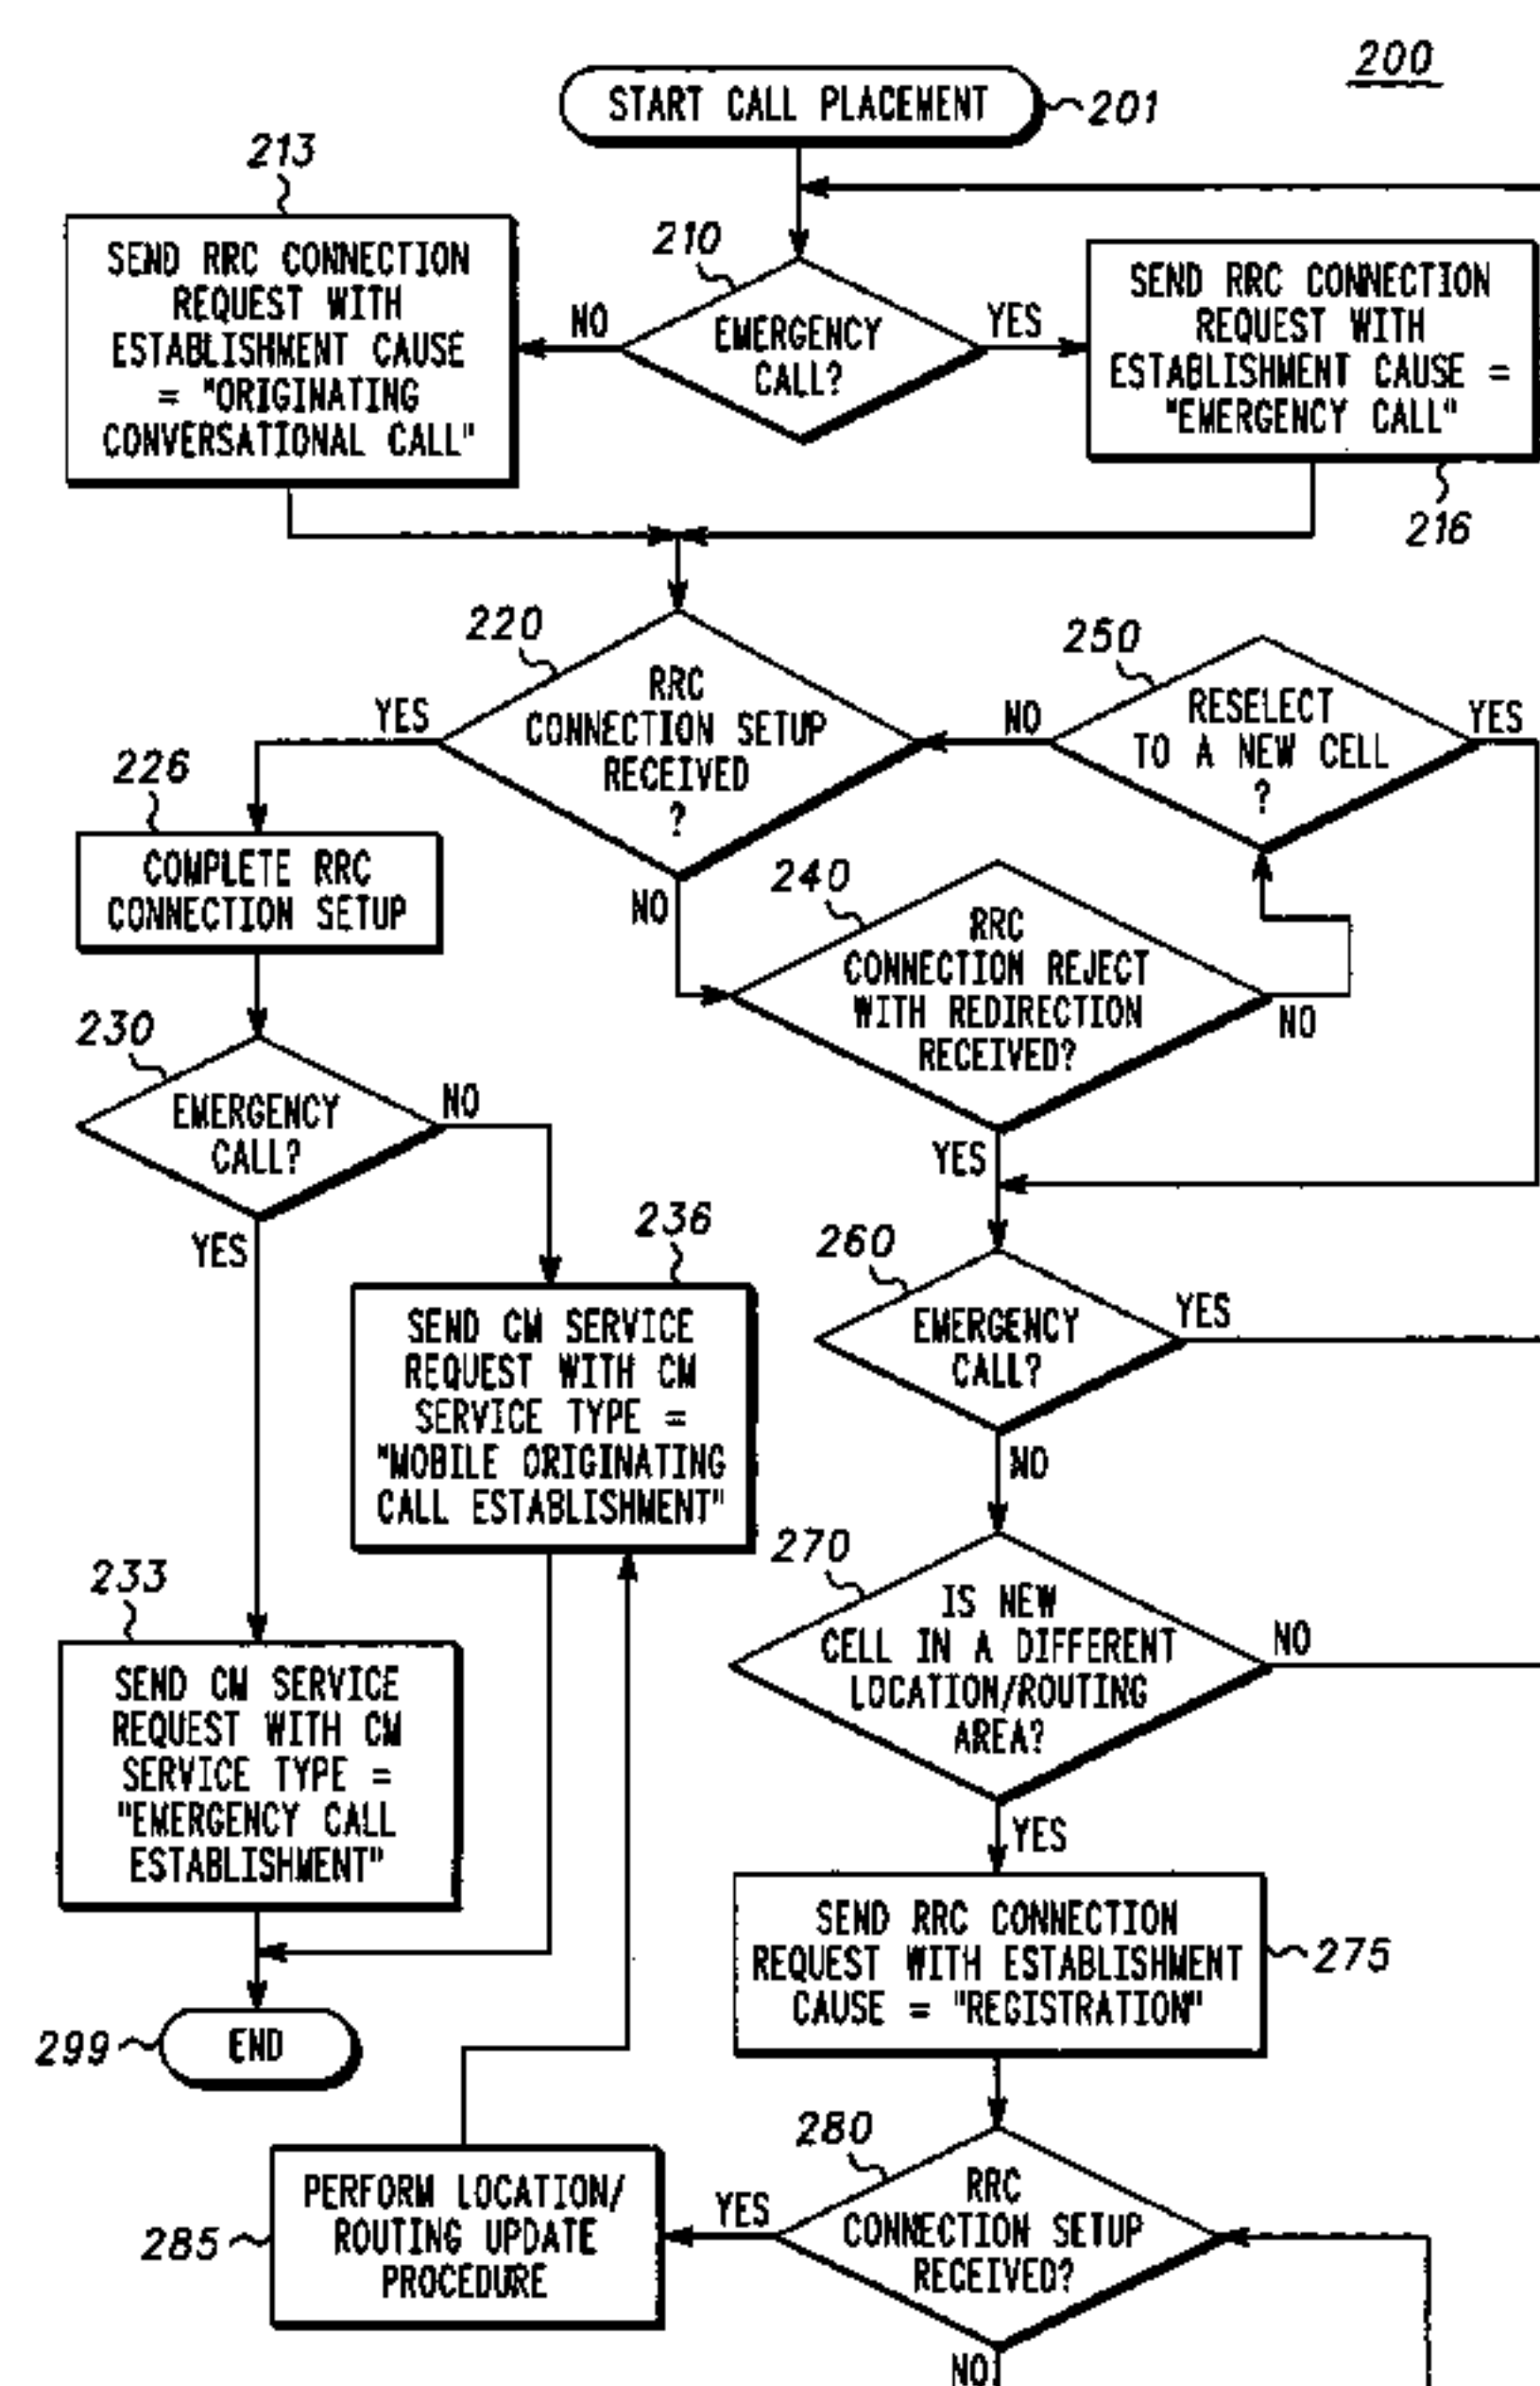 200
START CALL PLACEMENT
201
213
SEND RRC CONNECTION
REQUEST WITH
ESTABLISHMENT CAUSE
= "ORIGINATING
CONVERSATIONAL CALL"
210
NO
EMERGENCY
CALL?
YES
SEND RRC CONNECTION
REQUEST WITH
ESTABLISHMENT CAUSE =
"EMERGENCY CALL"
216
220
RRC
CONNECTION SETUP
RECEIVED
?
YES
NO
250
RESELECT
TO A NEW CELL
?
NO
YES
226
COMPLETE RRC
CONNECTION SETUP
240
RRC
CONNECTION REJECT
WITH REDIRECTION
RECEIVED?
NO
YES
230
EMERGENCY
CALL?
NO
YES
236
SEND CM SERVICE
REQUEST WITH CM
SERVICE TYPE =
"MOBILE ORIGINATING
CALL ESTABLISHMENT"
260
EMERGENCY
CALL?
YES
NO
233
SEND CM SERVICE
REQUEST WITH CM
SERVICE TYPE =
"EMERGENCY CALL
ESTABLISHMENT"
270
IS NEW
CELL IN A DIFFERENT
LOCATION/ROUTING
AREA?
NO
YES
SEND RRC CONNECTION
REQUEST WITH ESTABLISHMENT
CAUSE = "REGISTRATION"
275
299
END
280
RRC
CONNECTION SETUP
RECEIVED?
YES
NO
285
PERFORM LOCATION/
ROUTING UPDATE
PROCEDURE